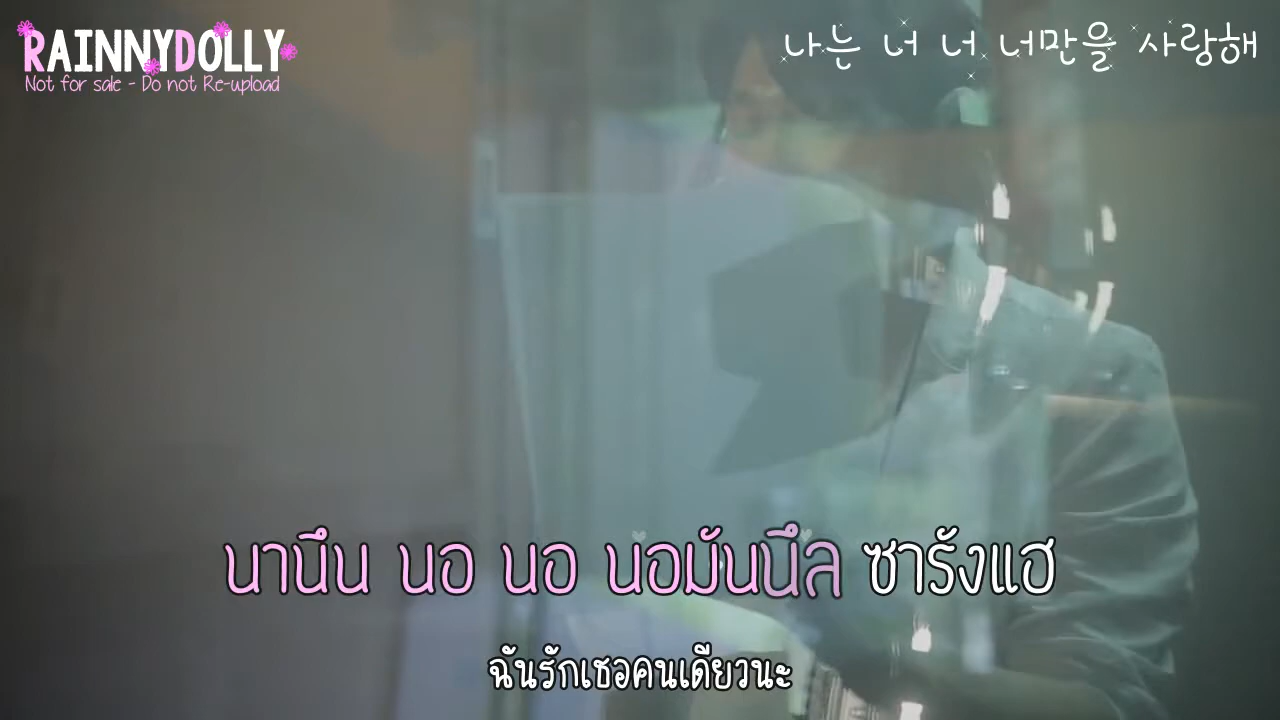 RAINNYDOLLY
Not for sale - Do not Re-upload
나는 너 너 너만을 사랑해
นานึน นอ นอ นอมันนึล ซารังแฮ
ฉันรักเธอคนเดียวนะ